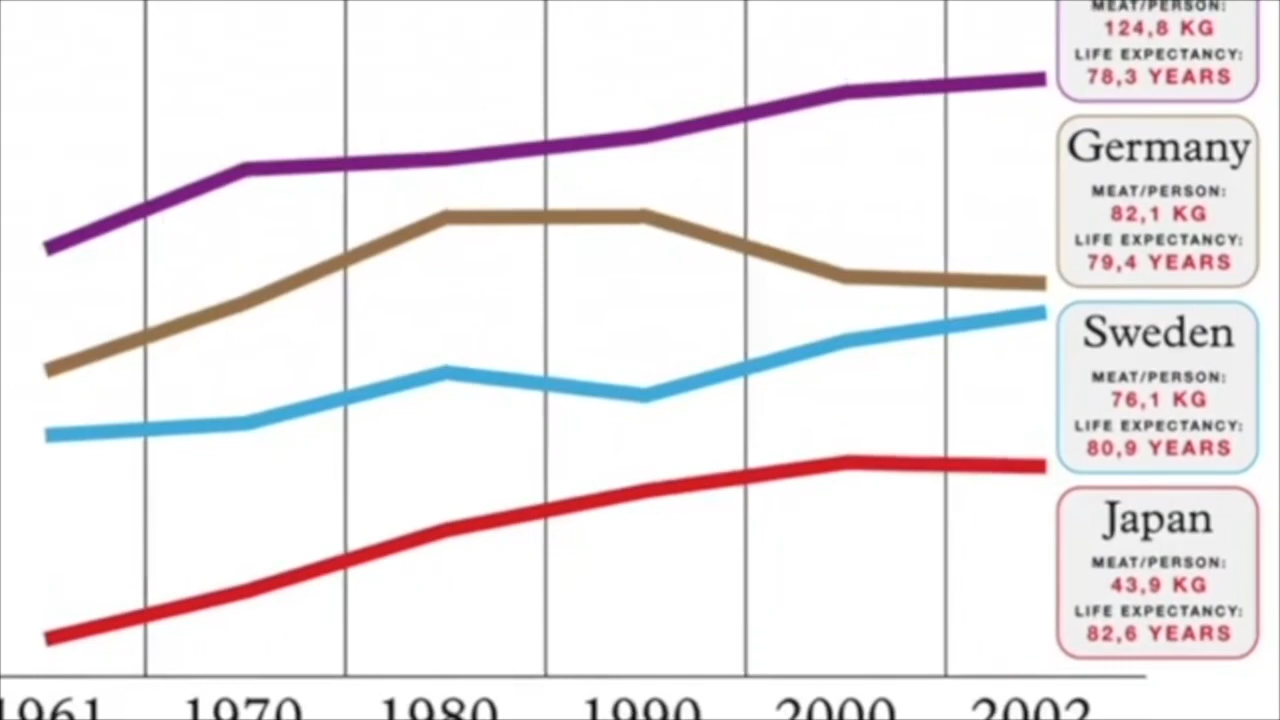 MEAT/PERSON:
124,8 KG
LIFE EXPECTANCY:
78,3 YEARS
Germany
MEAT/PERSON:
82,1 KG
LIFE EXPECTANCY:
79,4 YEARS
Sweden
MEAT/PERSON:
76,1 KG
LIFE EXPECTANCY:
80,9 YEARS
Japan
MEAT/PERSON:
43,9 KG
LIFE EXPECTANCY:
82,6 YEARS
1961 1970 1980 1990 2000 2002